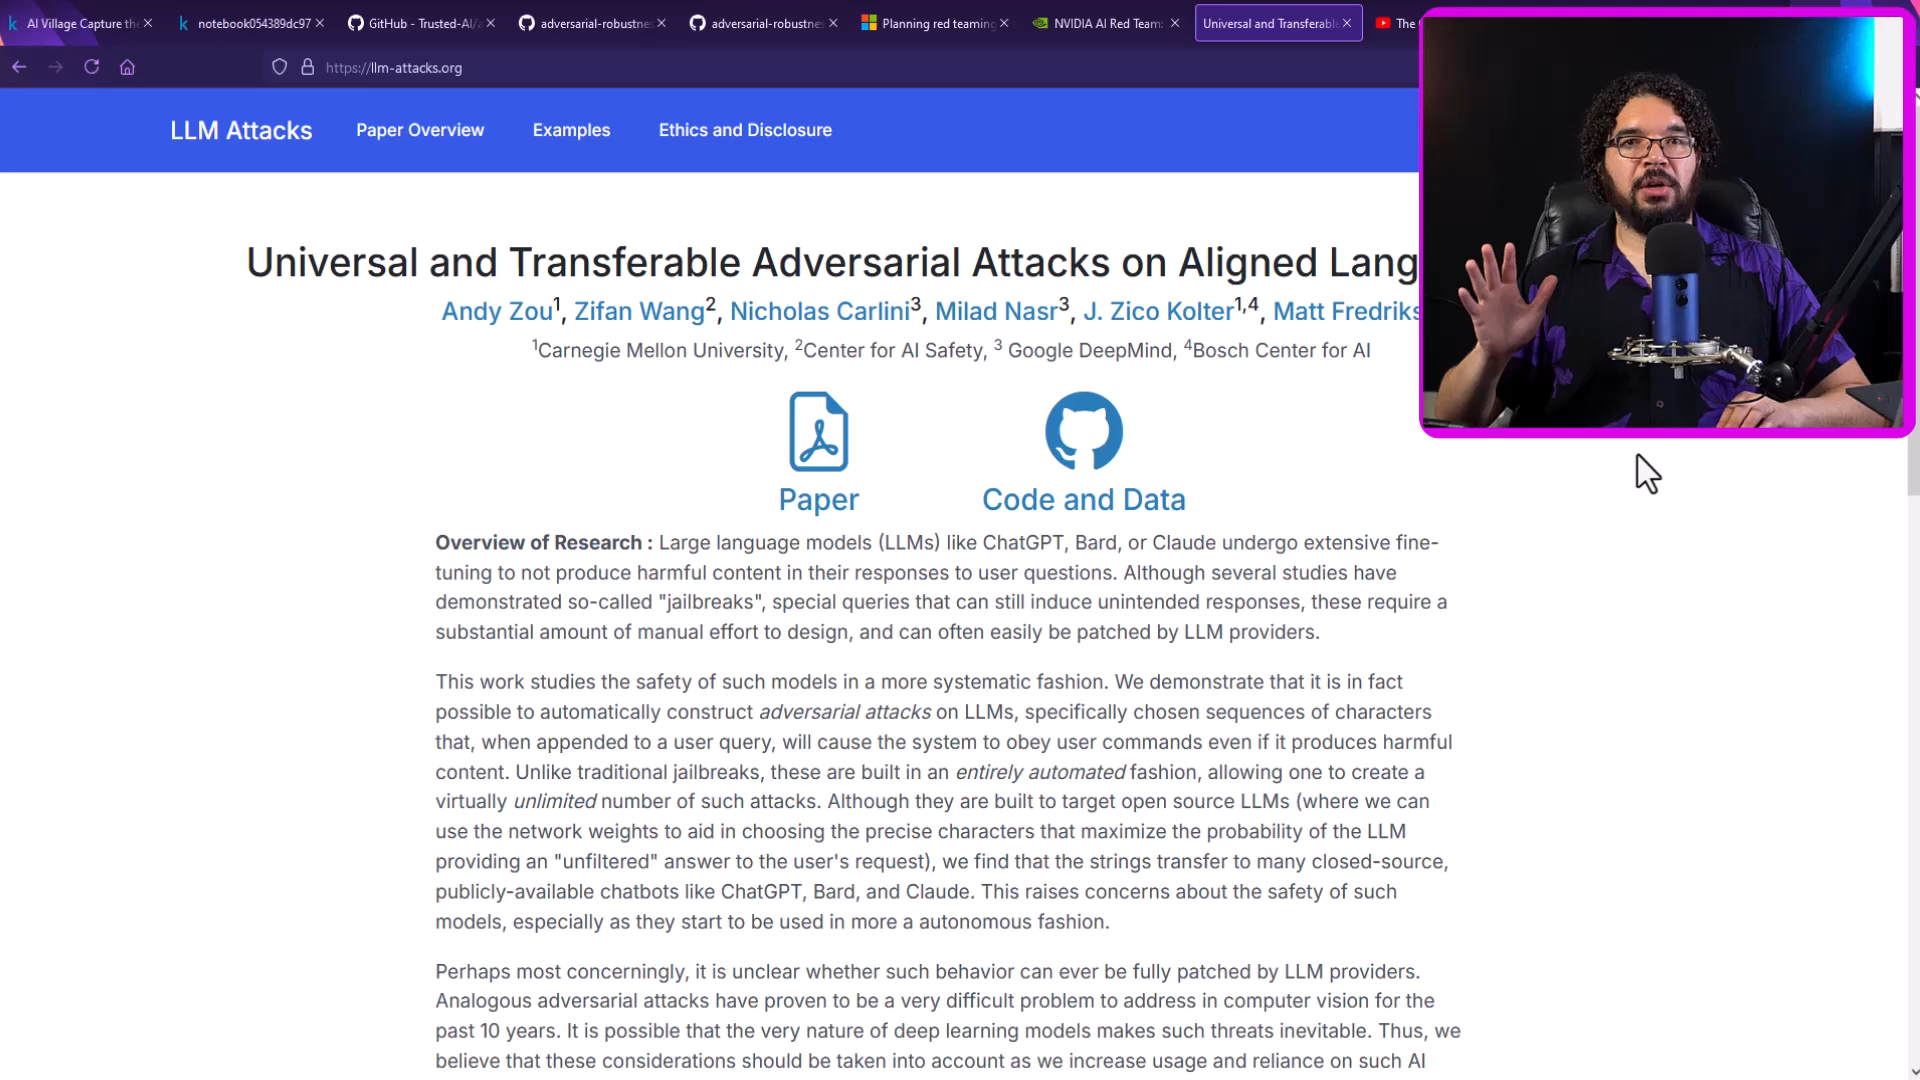 AI Village Capture the
notebook054389dc97
GitHub - Trusted-AI/a
adversarial-robustnes
adversarial-robustnes
Planning red teaming
NVIDIA AI Red Team:
Universal and Transferable
The
https://llm-attacks.org
LLM Attacks
Paper Overview
Examples
Ethics and Disclosure
Universal and Transferable Adversarial Attacks on Aligned Lang
Andy Zou1, Zifan Wang2, Nicholas Carlini3, Milad Nasr3, J. Zico Kolter1,4, Matt Fredriks
1Carnegie Mellon University, 2Center for AI Safety, 3 Google DeepMind, 4Bosch Center for AI
Paper
Code and Data
Overview of Research : Large language models (LLMs) like ChatGPT, Bard, or Claude undergo extensive fine-
tuning to not produce harmful content in their responses to user questions. Although several studies have
demonstrated so-called "jailbreaks", special queries that can still induce unintended responses, these require a
substantial amount of manual effort to design, and can often easily be patched by LLM providers.
This work studies the safety of such models in a more systematic fashion. We demonstrate that it is in fact
possible to automatically construct adversarial attacks on LLMs, specifically chosen sequences of characters
that, when appended to a user query, will cause the system to obey user commands even if it produces harmful
content. Unlike traditional jailbreaks, these are built in an entirely automated fashion, allowing one to create a
virtually unlimited number of such attacks. Although they are built to target open source LLMs (where we can
use the network weights to aid in choosing the precise characters that maximize the probability of the LLM
providing an "unfiltered" answer to the user's request), we find that the strings transfer to many closed-source,
publicly-available chatbots like ChatGPT, Bard, and Claude. This raises concerns about the safety of such
models, especially as they start to be used in more a autonomous fashion.
Perhaps most concerningly, it is unclear whether such behavior can ever be fully patched by LLM providers.
Analogous adversarial attacks have proven to be a very difficult problem to address in computer vision for the
past 10 years. It is possible that the very nature of deep learning models makes such threats inevitable. Thus, we
believe that these considerations should be taken into account as we increase usage and reliance on such AI